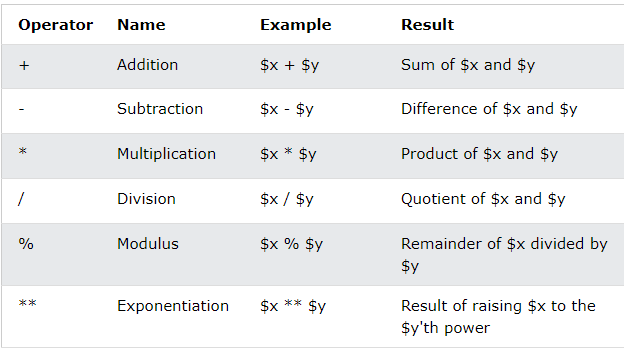 Operator Name Example Result
+ Addition $x + $y Sum of $x and $y
- Subtraction $x - $y Difference of $x and $y
* Multiplication $x * $y Product of $x and $y
/ Division $x / $y Quotient of $x and $y
% Modulus $x % $y Remainder of $x divided by
$y
** Exponentiation $x ** $y Result of raising $x to the
$y'th power